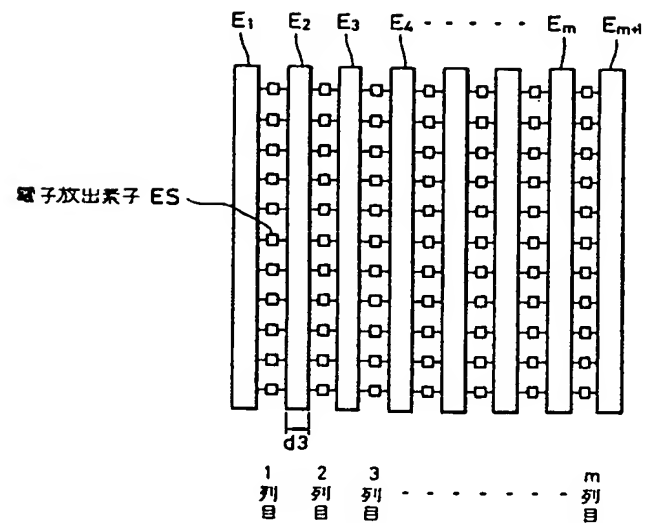 E1 E2 E3 E4 - - - - - - Em Em+1
電子放出素子 ES
d3
1列目 2列目 3列目 - - - - - - - - m列目